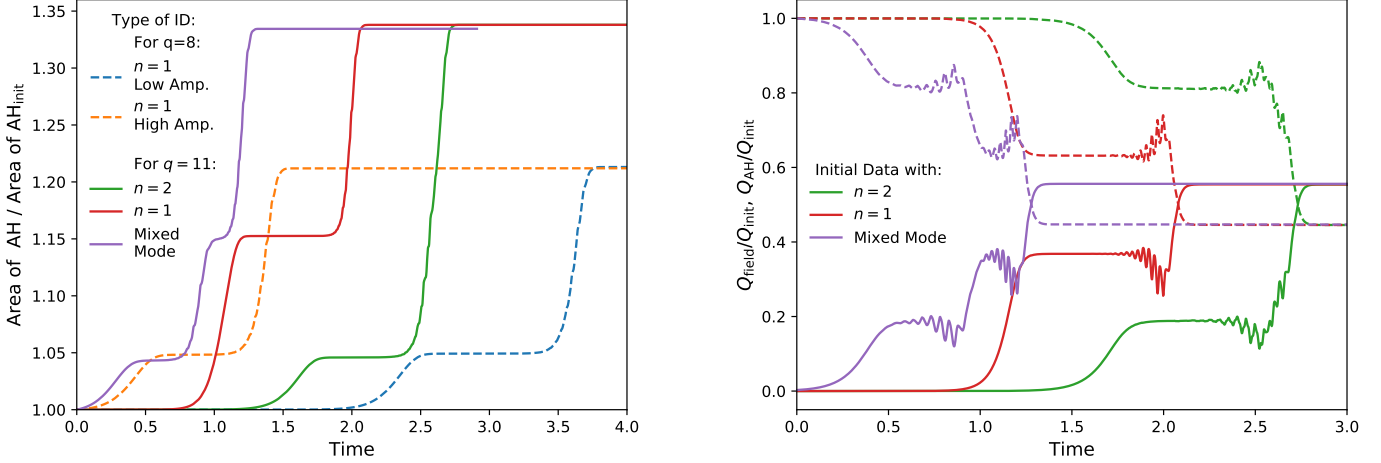 1.35
1.30
1.25
1.20
1.15
1.10
1.05
1.00
Area of AH / Area of AH_init
Type of ID:
For q=8:
n = 1
Low Amp.
n = 1
High Amp.
For q = 11:
n = 2
n = 1
Mixed
Mode
0.0 0.5 1.0 1.5 2.0 2.5 3.0 3.5 4.0
Time
1.0
0.8
0.6
0.4
0.2
0.0
Q_field/Q_init, Q_AH/Q_init
Initial Data with:
n = 2
n = 1
Mixed Mode
0.0 0.5 1.0 1.5 2.0 2.5 3.0
Time